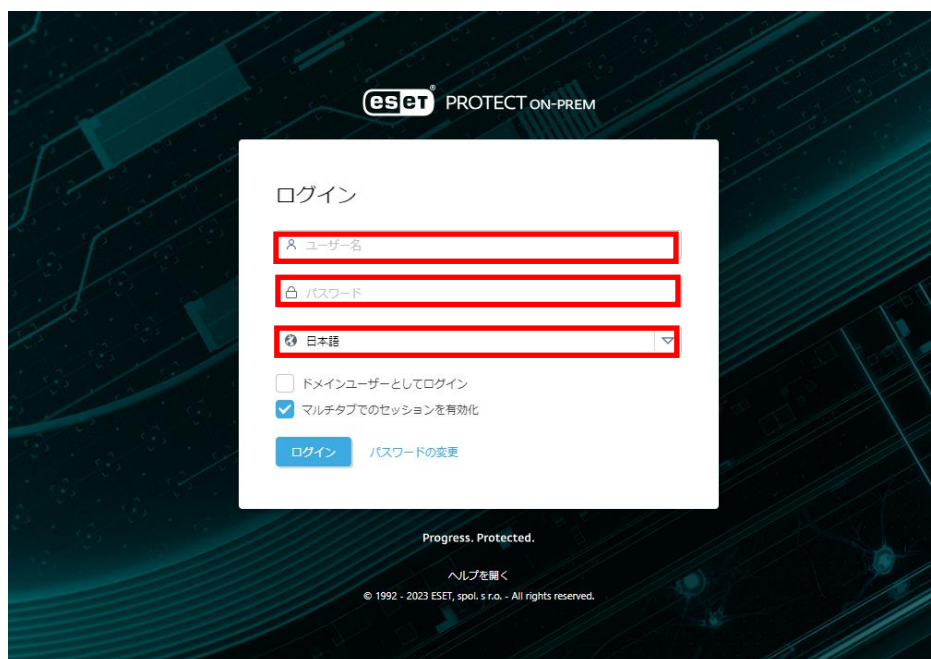 eset® PROTECT ON-PREM
ログイン
ユーザー名
パスワード
日本語
ドメインユーザーとしてログイン
マルチタブでのセッションを有効化
ログイン パスワードの変更
Progress. Protected.
ヘルプを開く
© 1992 - 2023 ESET, spol. s r.o. - All rights reserved.